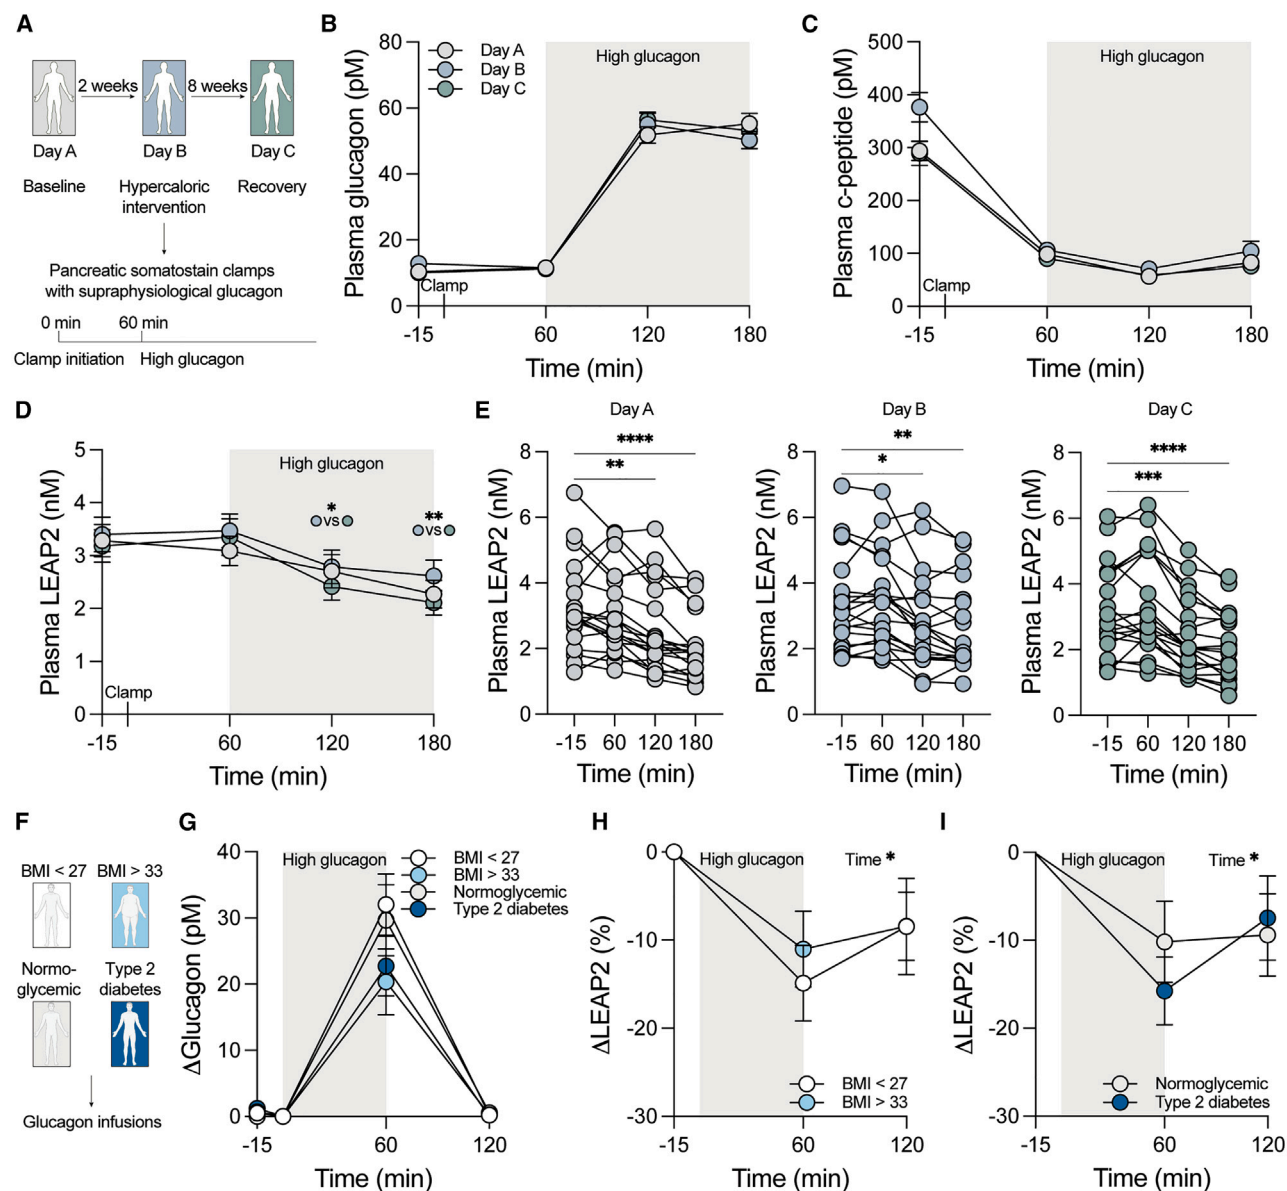 A
2 weeks
8 weeks
Day A
Day B
Day C
Baseline
Hypercaloric
intervention
Recovery
Pancreatic somatostain clamps
with supraphysiological glucagon
0 min
60 min
Clamp initiation
High glucagon
B
Plasma glucagon (pM)
80
60
40
20
0
Day A
Day B
Day C
High glucagon
Clamp
-15
60
120
180
Time (min)
C
Plasma c-peptide (pM)
500
400
300
200
100
0
High glucagon
Clamp
-15
60
120
180
Time (min)
D
Plasma LEAP2 (nM)
5
4
3
2
1
0
High glucagon
*
vs
**
vs
Clamp
-15
60
120
180
Time (min)
E
Day A
Plasma LEAP2 (nM)
8
6
4
2
0
****
**
-15
60
120
180
Time (min)
Day B
Plasma LEAP2 (nM)
8
6
4
2
0
**
*
-15
60
120
180
Time (min)
Day C
Plasma LEAP2 (nM)
8
6
4
2
0
****
***
-15
60
120
180
Time (min)
F
BMI < 27
BMI > 33
Normo-
glycemic
Type 2
diabetes
Glucagon infusions
G
ΔGlucagon (pM)
40
30
20
10
0
High glucagon
BMI < 27
BMI > 33
Normoglycemic
Type 2 diabetes
-15
60
120
Time (min)
H
ΔLEAP2 (%)
0
-10
-20
-30
High glucagon
Time *
BMI < 27
BMI > 33
-15
60
120
Time (min)
I
ΔLEAP2 (%)
0
-10
-20
-30
High glucagon
Time *
Normoglycemic
Type 2 diabetes
-15
60
120
Time (min)